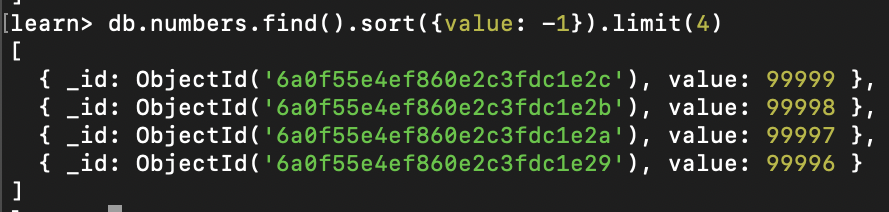 [learn> db.numbers.find().sort({value: -1}).limit(4)
[
  { _id: ObjectId('6a0f55e4ef860e2c3fdc1e2c'), value: 99999 },
  { _id: ObjectId('6a0f55e4ef860e2c3fdc1e2b'), value: 99998 },
  { _id: ObjectId('6a0f55e4ef860e2c3fdc1e2a'), value: 99997 },
  { _id: ObjectId('6a0f55e4ef860e2c3fdc1e29'), value: 99996 }
]